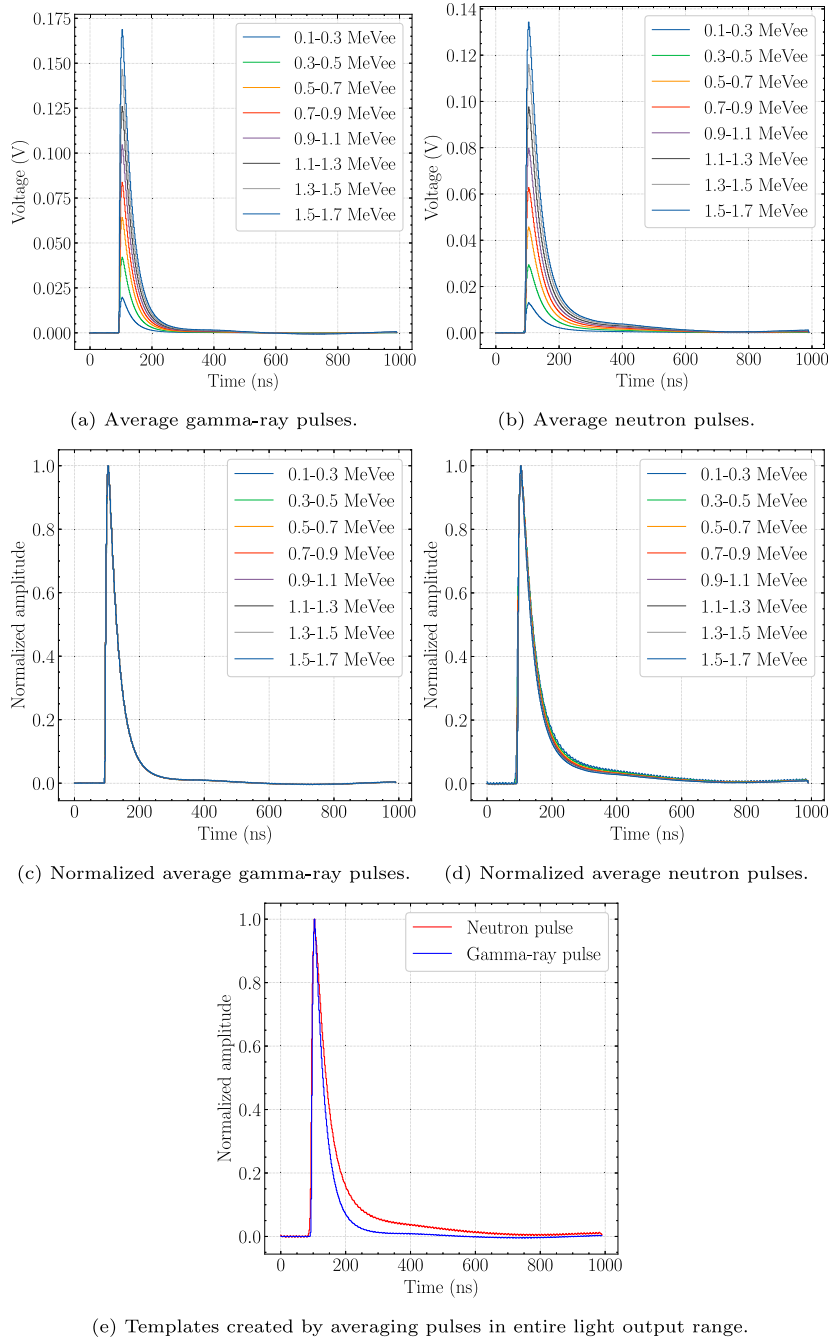 0.175
0.150
0.125
0.100
0.075
0.050
0.025
0.000
Voltage (V)
0.1-0.3 MeVee
0.3-0.5 MeVee
0.5-0.7 MeVee
0.7-0.9 MeVee
0.9-1.1 MeVee
1.1-1.3 MeVee
1.3-1.5 MeVee
1.5-1.7 MeVee
0 200 400 600 800 1000
Time (ns)
(a) Average gamma-ray pulses.
0.14
0.12
0.10
0.08
0.06
0.04
0.02
0.00
Voltage (V)
0.1-0.3 MeVee
0.3-0.5 MeVee
0.5-0.7 MeVee
0.7-0.9 MeVee
0.9-1.1 MeVee
1.1-1.3 MeVee
1.3-1.5 MeVee
1.5-1.7 MeVee
0 200 400 600 800 1000
Time (ns)
(b) Average neutron pulses.
1.0
0.8
0.6
0.4
0.2
0.0
Normalized amplitude
0.1-0.3 MeVee
0.3-0.5 MeVee
0.5-0.7 MeVee
0.7-0.9 MeVee
0.9-1.1 MeVee
1.1-1.3 MeVee
1.3-1.5 MeVee
1.5-1.7 MeVee
0 200 400 600 800 1000
Time (ns)
(c) Normalized average gamma-ray pulses.
1.0
0.8
0.6
0.4
0.2
0.0
Normalized amplitude
0.1-0.3 MeVee
0.3-0.5 MeVee
0.5-0.7 MeVee
0.7-0.9 MeVee
0.9-1.1 MeVee
1.1-1.3 MeVee
1.3-1.5 MeVee
1.5-1.7 MeVee
0 200 400 600 800 1000
Time (ns)
(d) Normalized average neutron pulses.
1.0
0.8
0.6
0.4
0.2
0.0
Normalized amplitude
Neutron pulse
Gamma-ray pulse
0 200 400 600 800 1000
Time (ns)
(e) Templates created by averaging pulses in entire light output range.